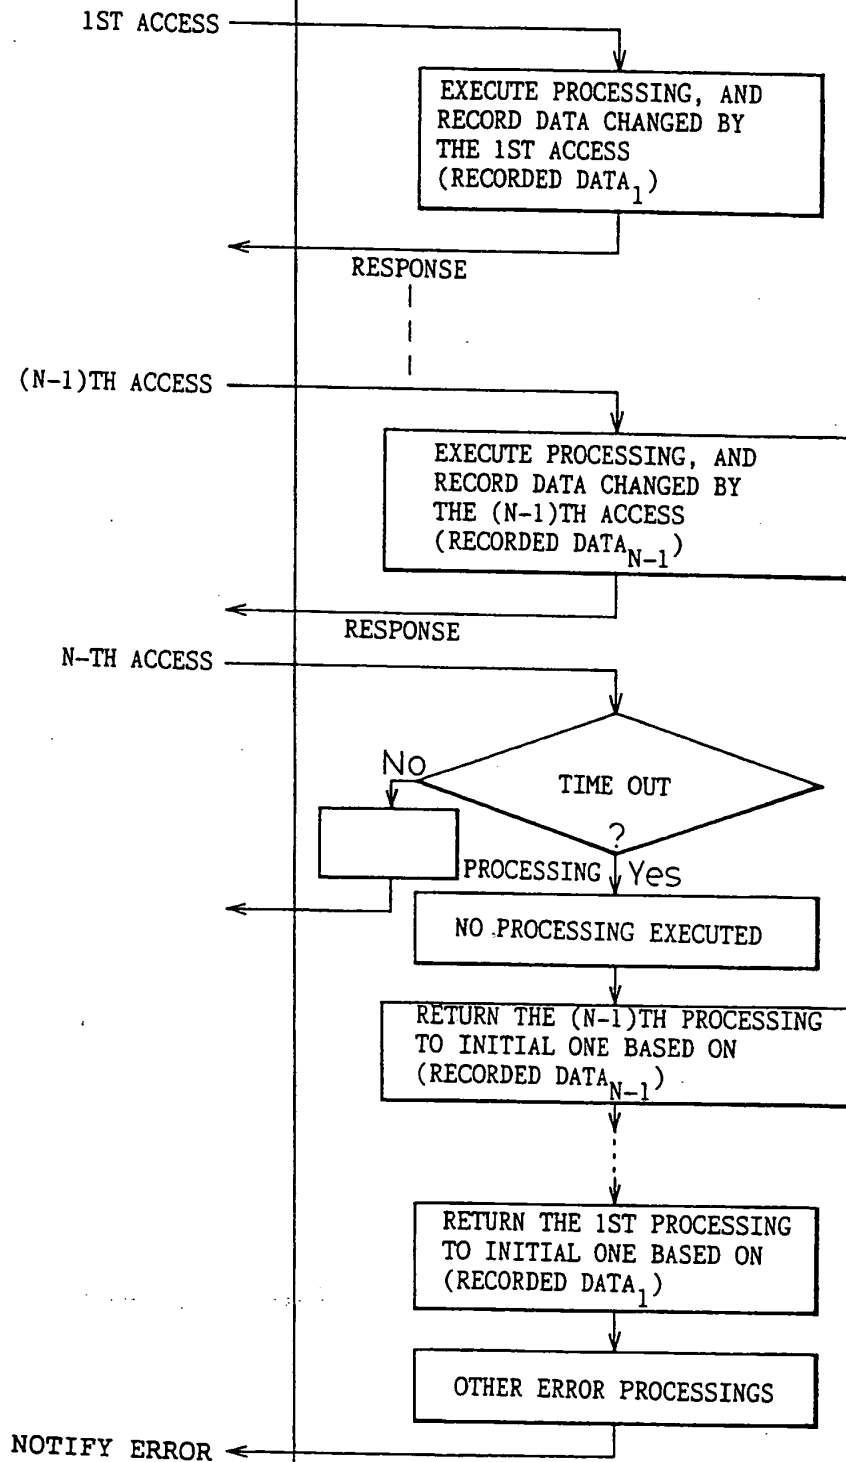 1ST ACCESS
EXECUTE PROCESSING, AND
RECORD DATA CHANGED BY
THE 1ST ACCESS
(RECORDED DATA1)
RESPONSE
(N-1)TH ACCESS
EXECUTE PROCESSING, AND
RECORD DATA CHANGED BY
THE (N-1)TH ACCESS
(RECORDED DATAN-1)
RESPONSE
N-TH ACCESS
TIME OUT
?
No
PROCESSING
Yes
NO PROCESSING EXECUTED
RETURN THE (N-1)TH PROCESSING
TO INITIAL ONE BASED ON
(RECORDED DATAN-1)
RETURN THE 1ST PROCESSING
TO INITIAL ONE BASED ON
(RECORDED DATA1)
OTHER ERROR PROCESSINGS
NOTIFY ERROR